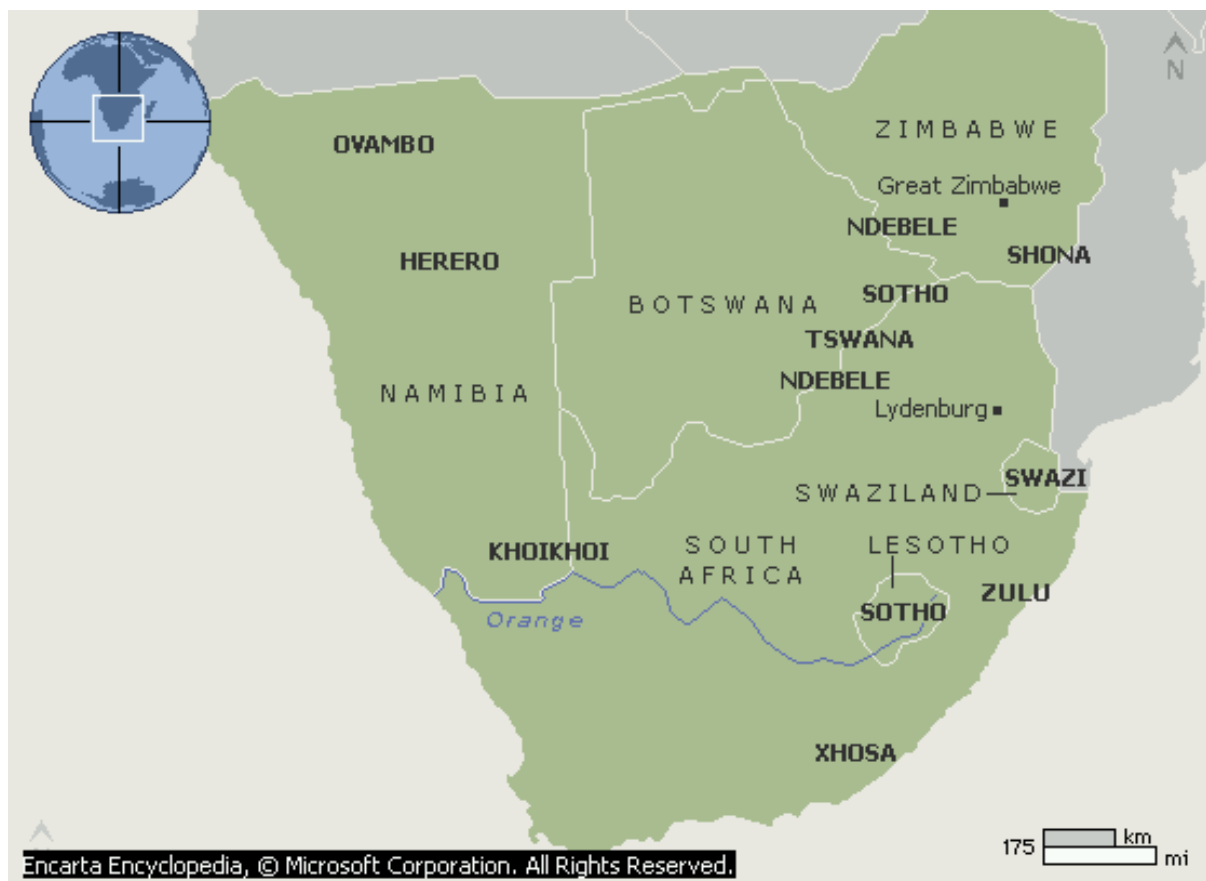 N
OVAMBO
ZIMBABWE
Great Zimbabwe
NDEBELE
SHONA
HERERO
SOTHO
BOTSWANA
TSWANA
NDEBELE
NAMIBIA
Lydenburg
SWAZI
SWAZILAND
KHOIKHOI
SOUTH
AFRICA
LESOTHO
ZULU
SOTHO
Orange
XHOSA
175 km
mi
Encarta Encyclopedia, © Microsoft Corporation. All Rights Reserved.